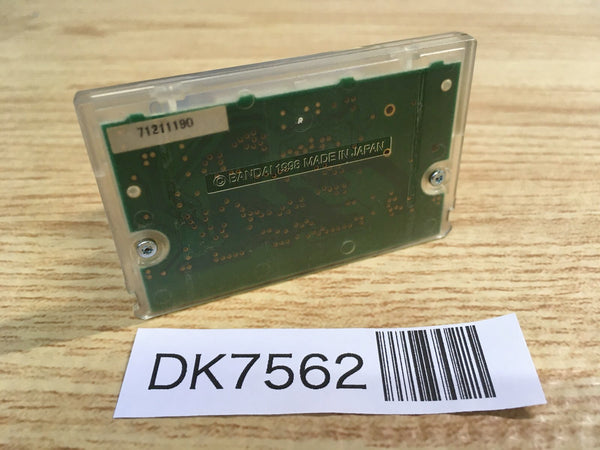 71211190
R
© BANDAI 1998 MADE IN JAPAN
DK7562